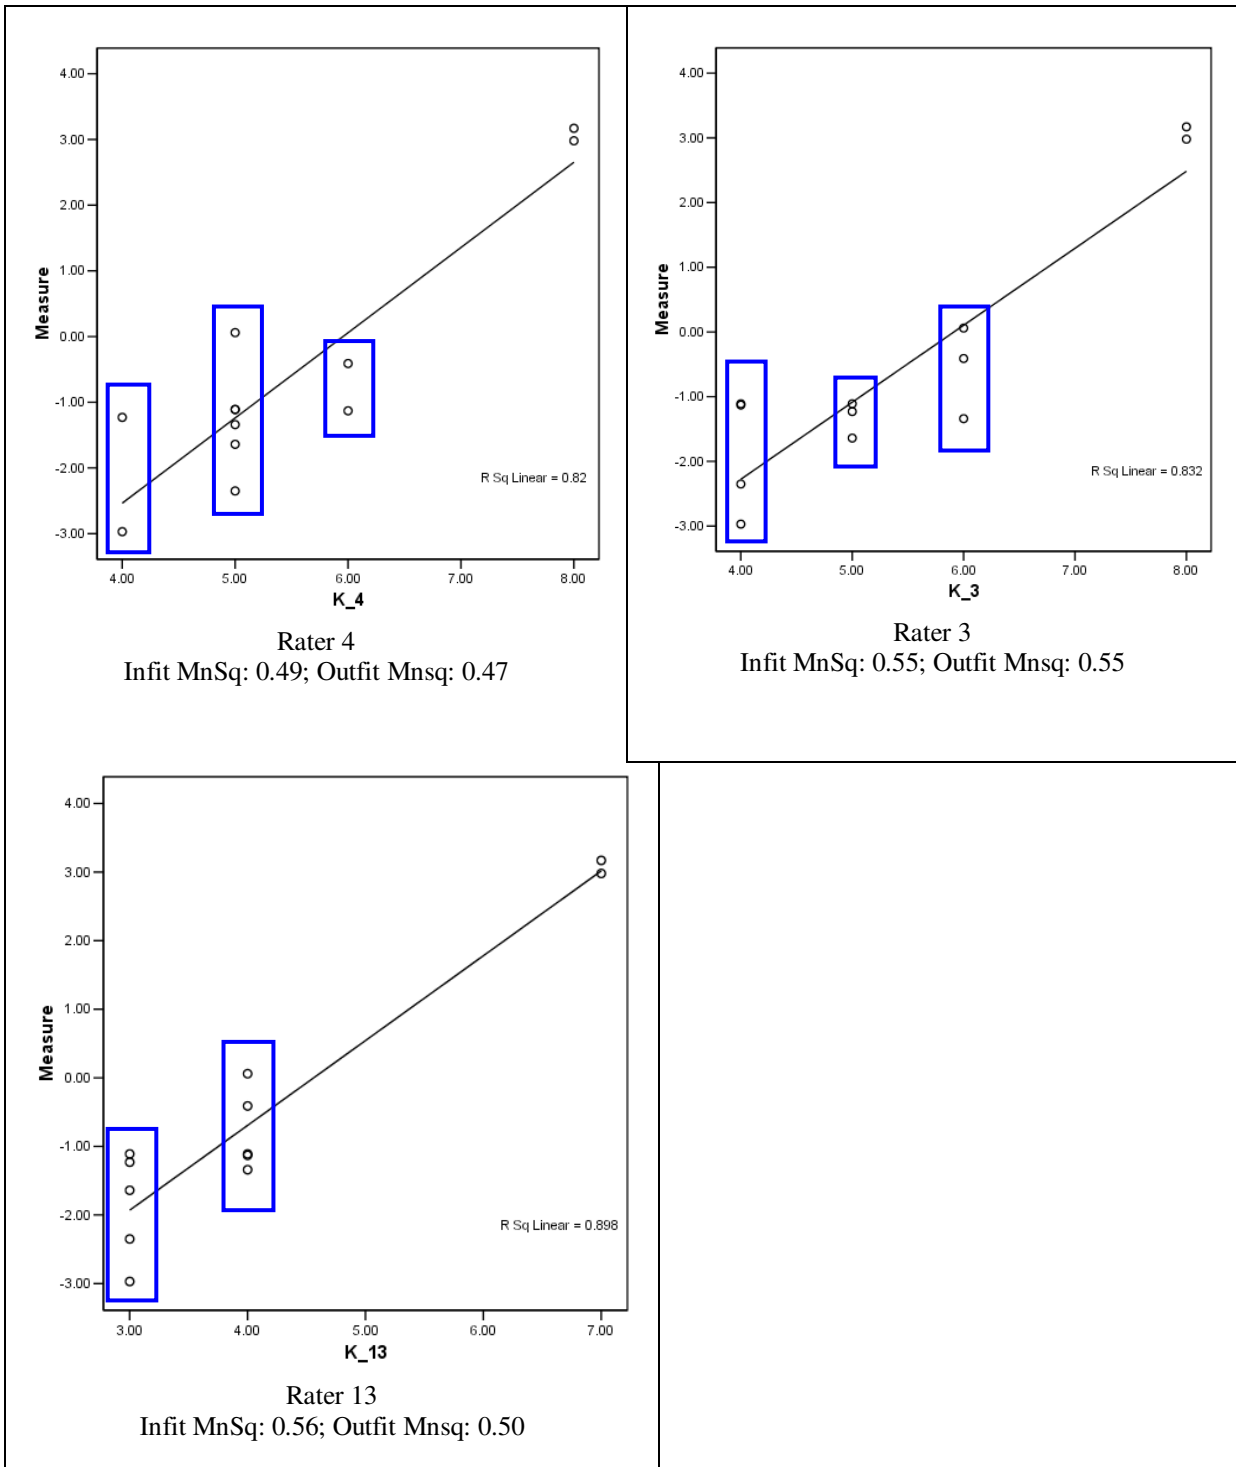 4.00
3.00
2.00
1.00
0.00
-1.00
-2.00
-3.00
Measure
R Sq Linear = 0.82
4.00 5.00 6.00 7.00 8.00
K_4
Rater 4
Infit MnSq: 0.49; Outfit Mnsq: 0.47
4.00
3.00
2.00
1.00
0.00
-1.00
-2.00
-3.00
Measure
R Sq Linear = 0.832
4.00 5.00 6.00 7.00 8.00
K_3
Rater 3
Infit MnSq: 0.55; Outfit Mnsq: 0.55
4.00
3.00
2.00
1.00
0.00
-1.00
-2.00
-3.00
Measure
R Sq Linear = 0.898
3.00 4.00 5.00 6.00 7.00
K_13
Rater 13
Infit MnSq: 0.56; Outfit Mnsq: 0.50